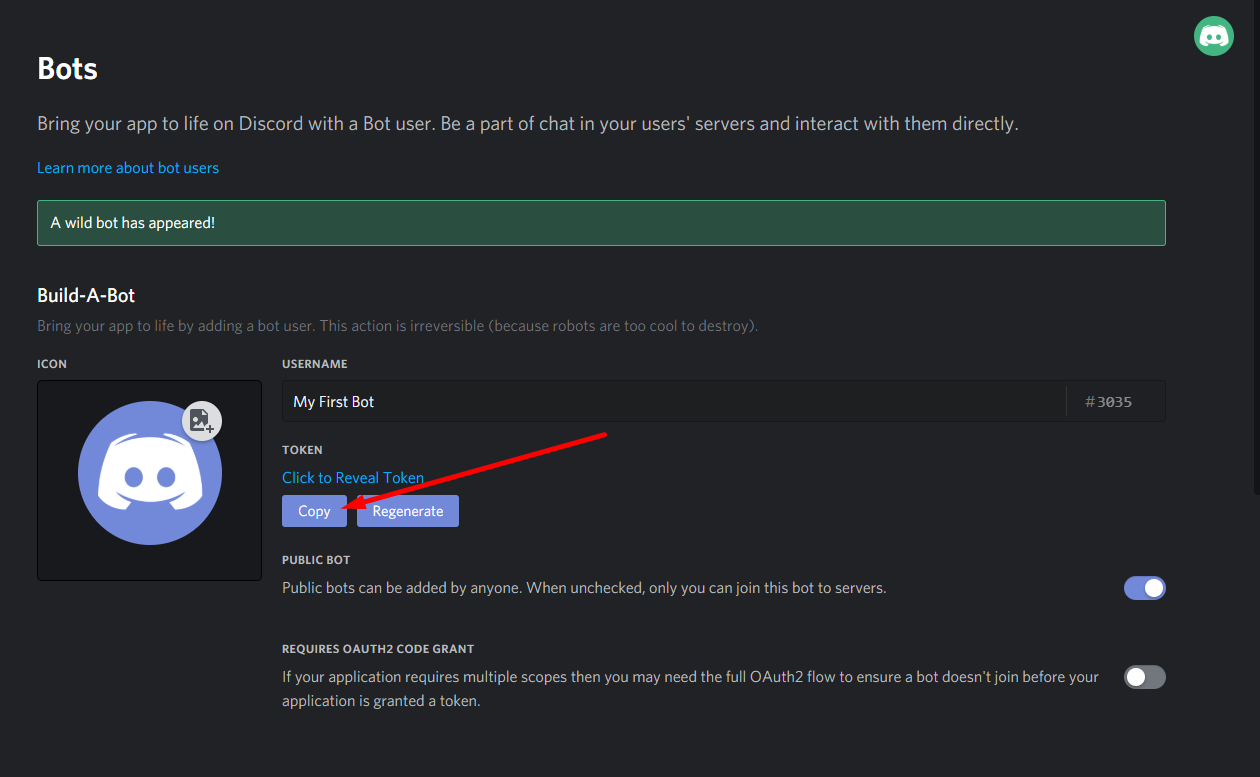 Bots
Bring your app to life on Discord with a Bot user. Be a part of chat in your users' servers and interact with them directly.
Learn more about bot users
A wild bot has appeared!
Build-A-Bot
Bring your app to life by adding a bot user. This action is irreversible (because robots are too cool to destroy).
ICON
USERNAME
My First Bot
#3035
TOKEN
Click to Reveal Token
Copy
Regenerate
PUBLIC BOT
Public bots can be added by anyone. When unchecked, only you can join this bot to servers.
REQUIRES OAUTH2 CODE GRANT
If your application requires multiple scopes then you may need the full OAuth2 flow to ensure a bot doesn't join before your
application is granted a token.